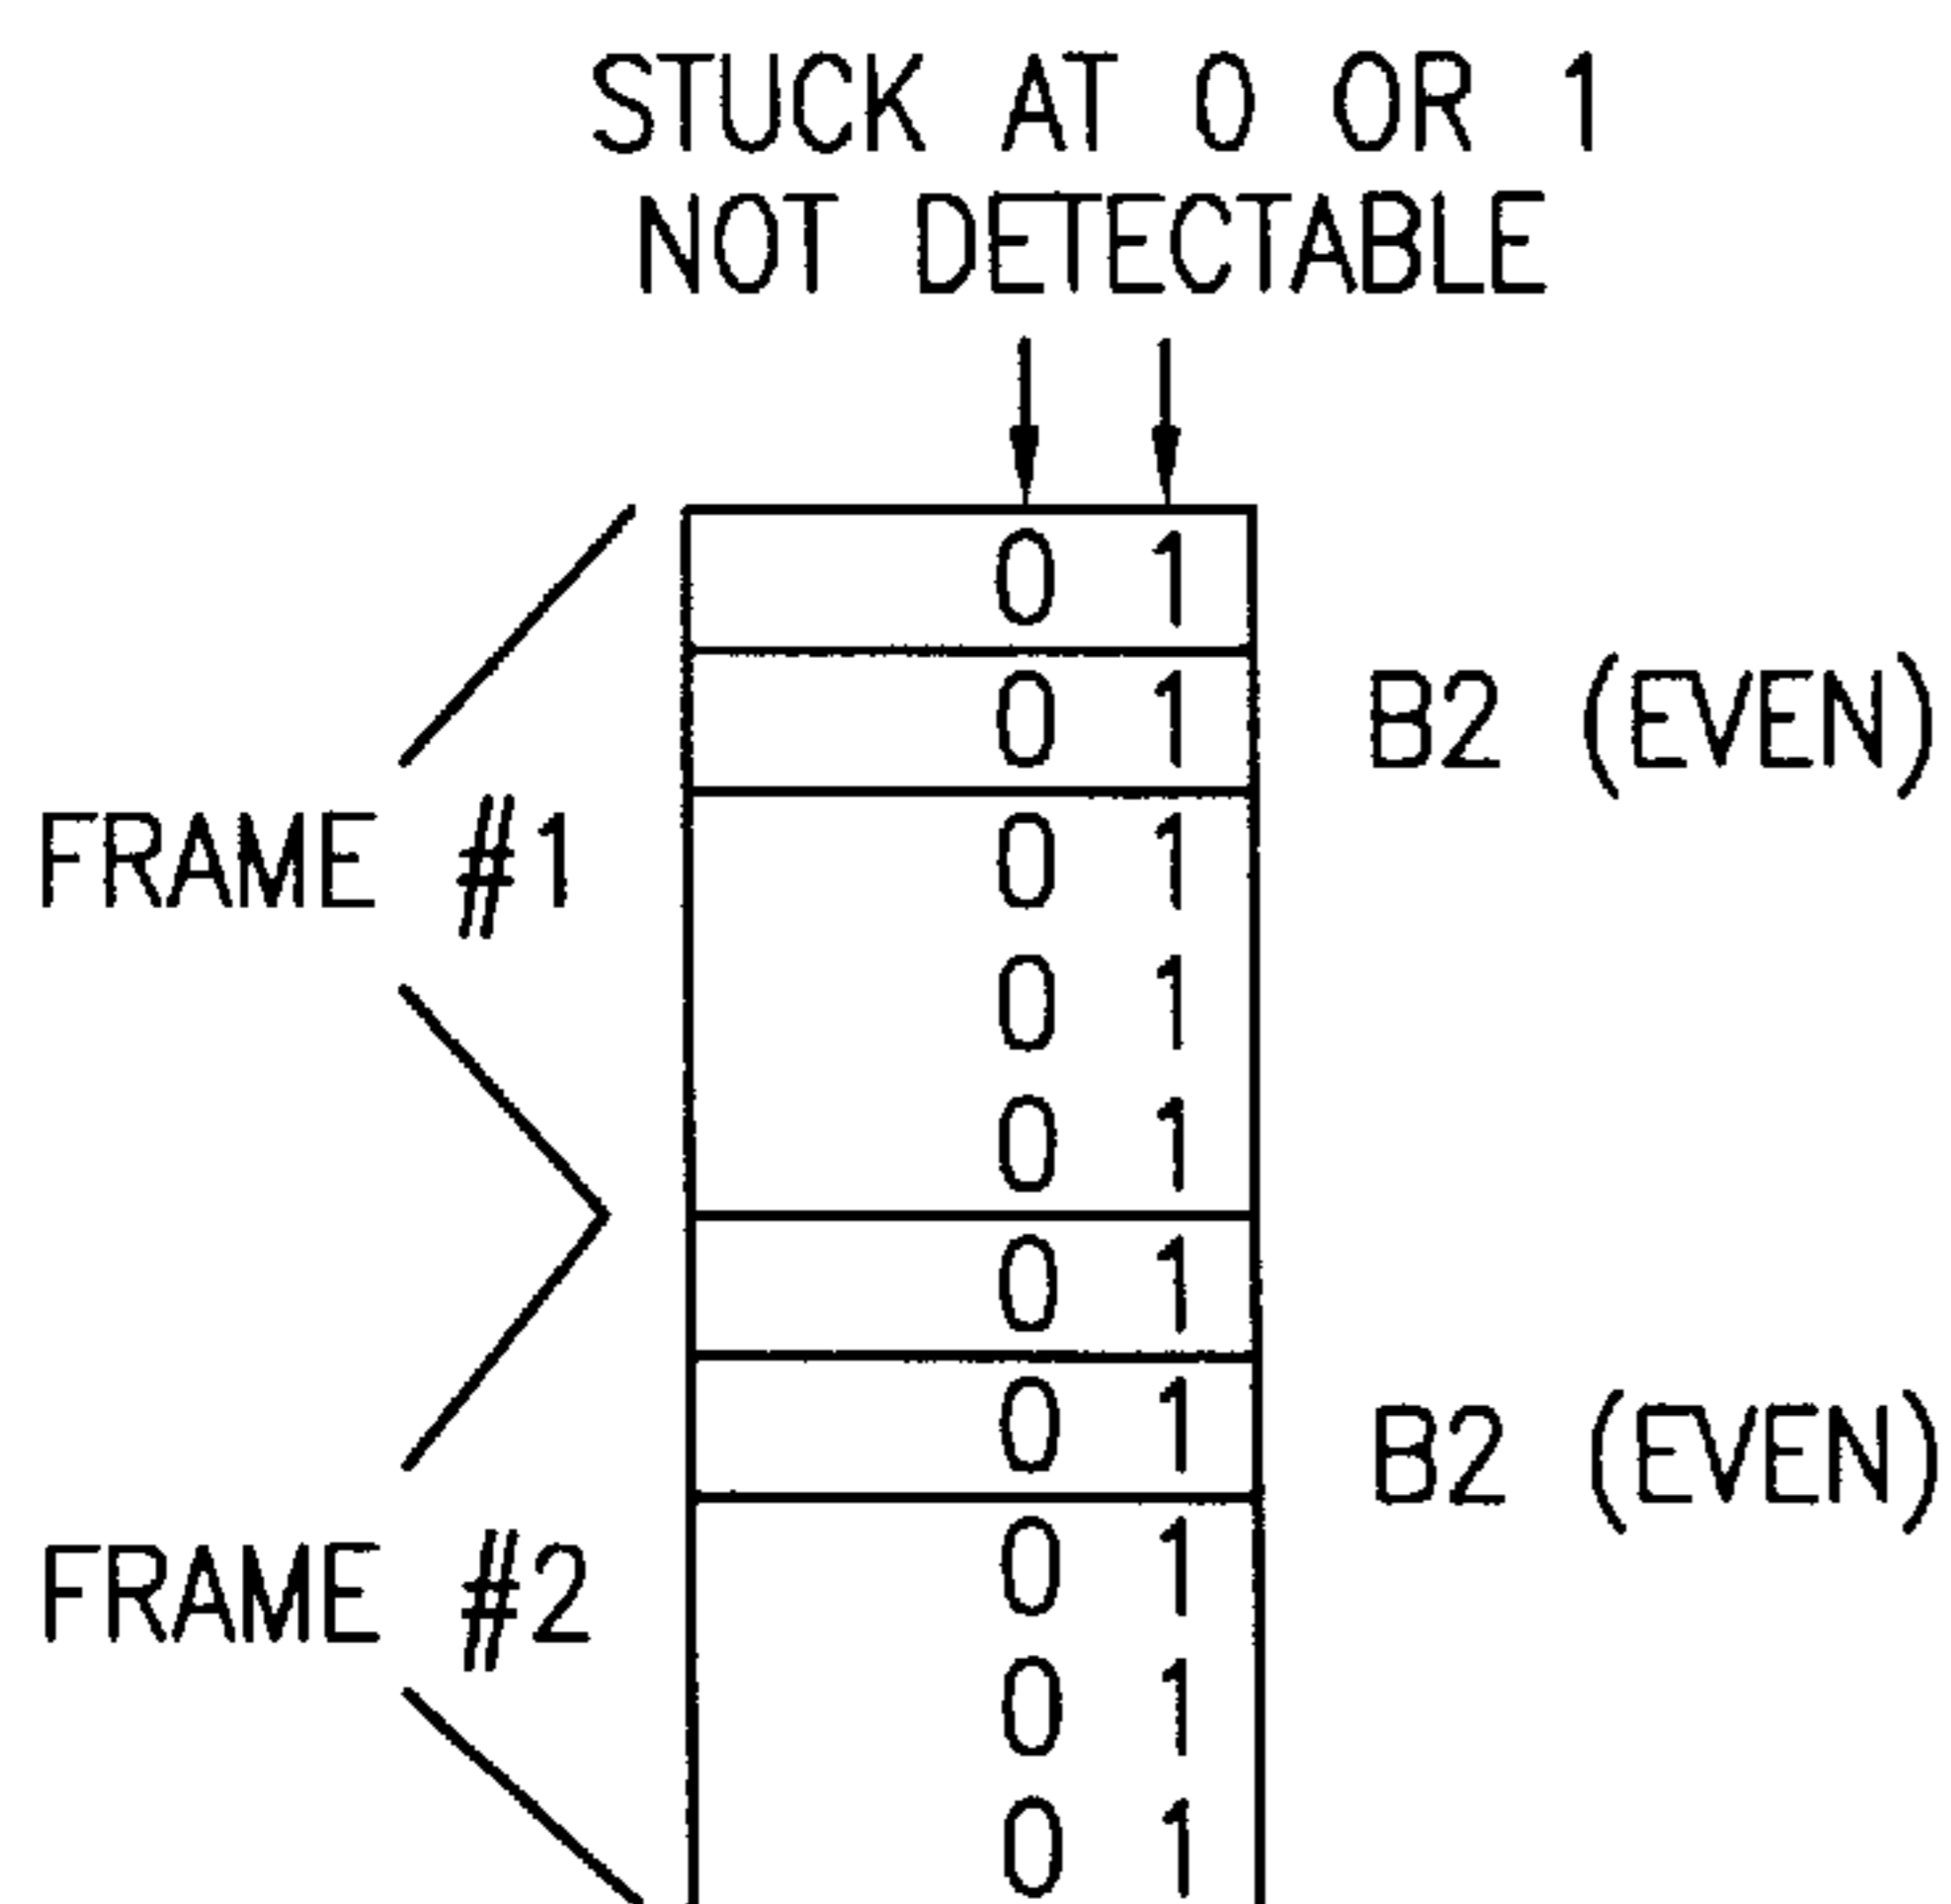 STUCK AT 0 OR 1
NOT DETECTABLE
0 1
0 1 B2 (EVEN)
FRAME #1 0 1
0 1
0 1
0 1
0 1 B2 (EVEN)
FRAME #2 0 1
0 1
0 1